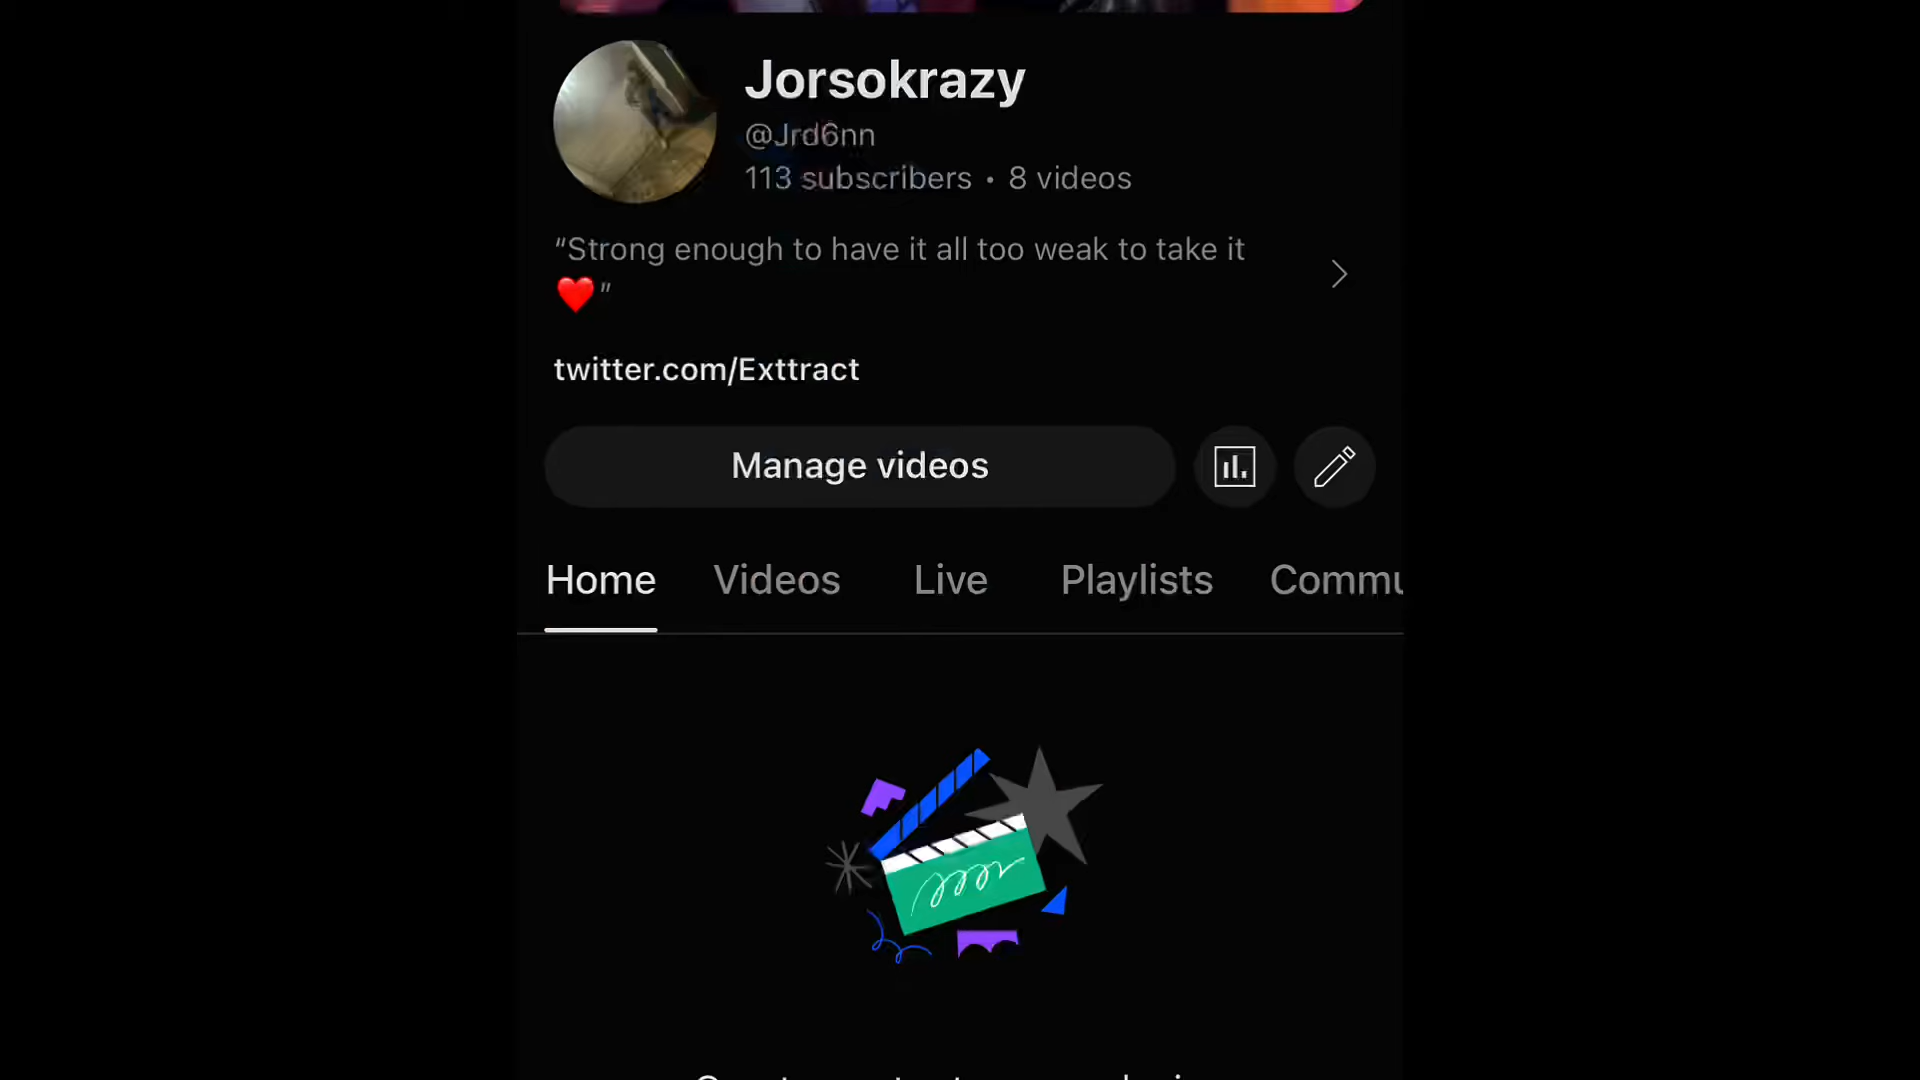 Jorsokrazy
@Jrd6nn
113 subscribers • 8 videos
“Strong enough to have it all too weak to take it
❤️”
twitter.com/Exttract
Manage videos
Home Videos Live Playlists Commu